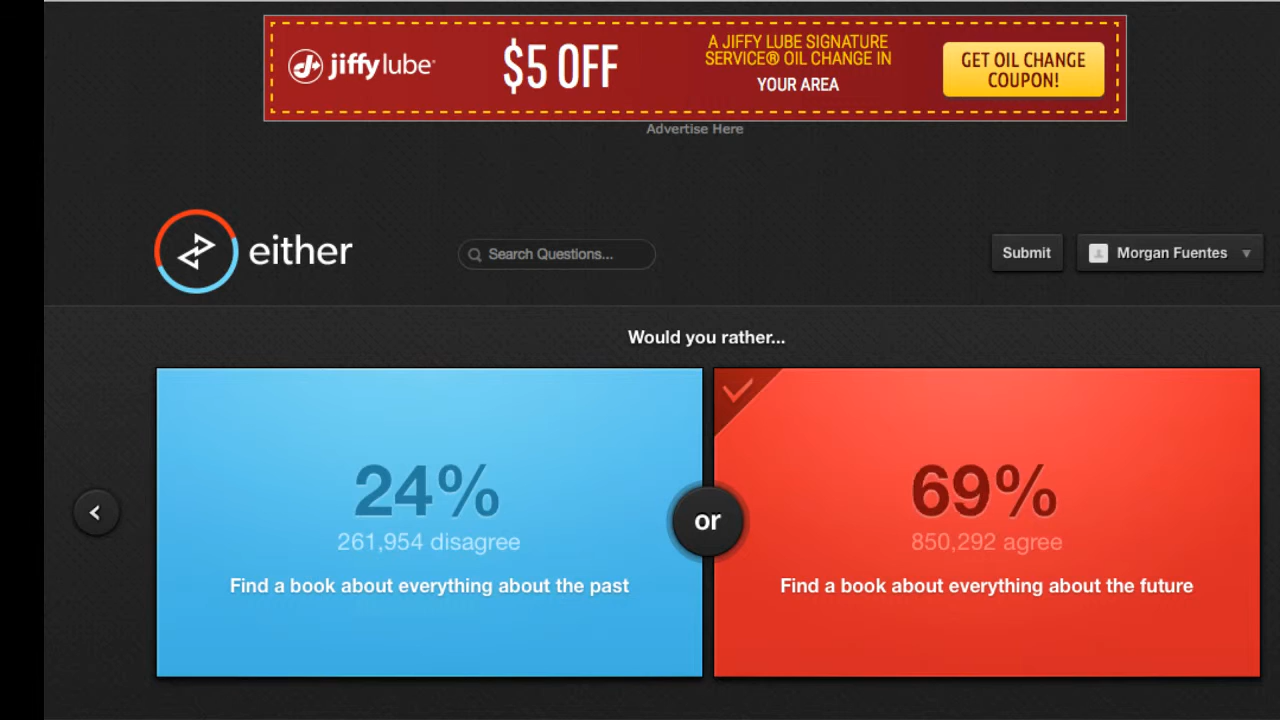 jiffy lube
$5 OFF
A JIFFY LUBE SIGNATURE
SERVICE® OIL CHANGE IN
YOUR AREA
GET OIL CHANGE
COUPON!
Advertise Here
either
Search Questions...
Submit
Morgan Fuentes
Would you rather...
24%
261,954 disagree
Find a book about everything about the past
or
69%
850,292 agree
Find a book about everything about the future